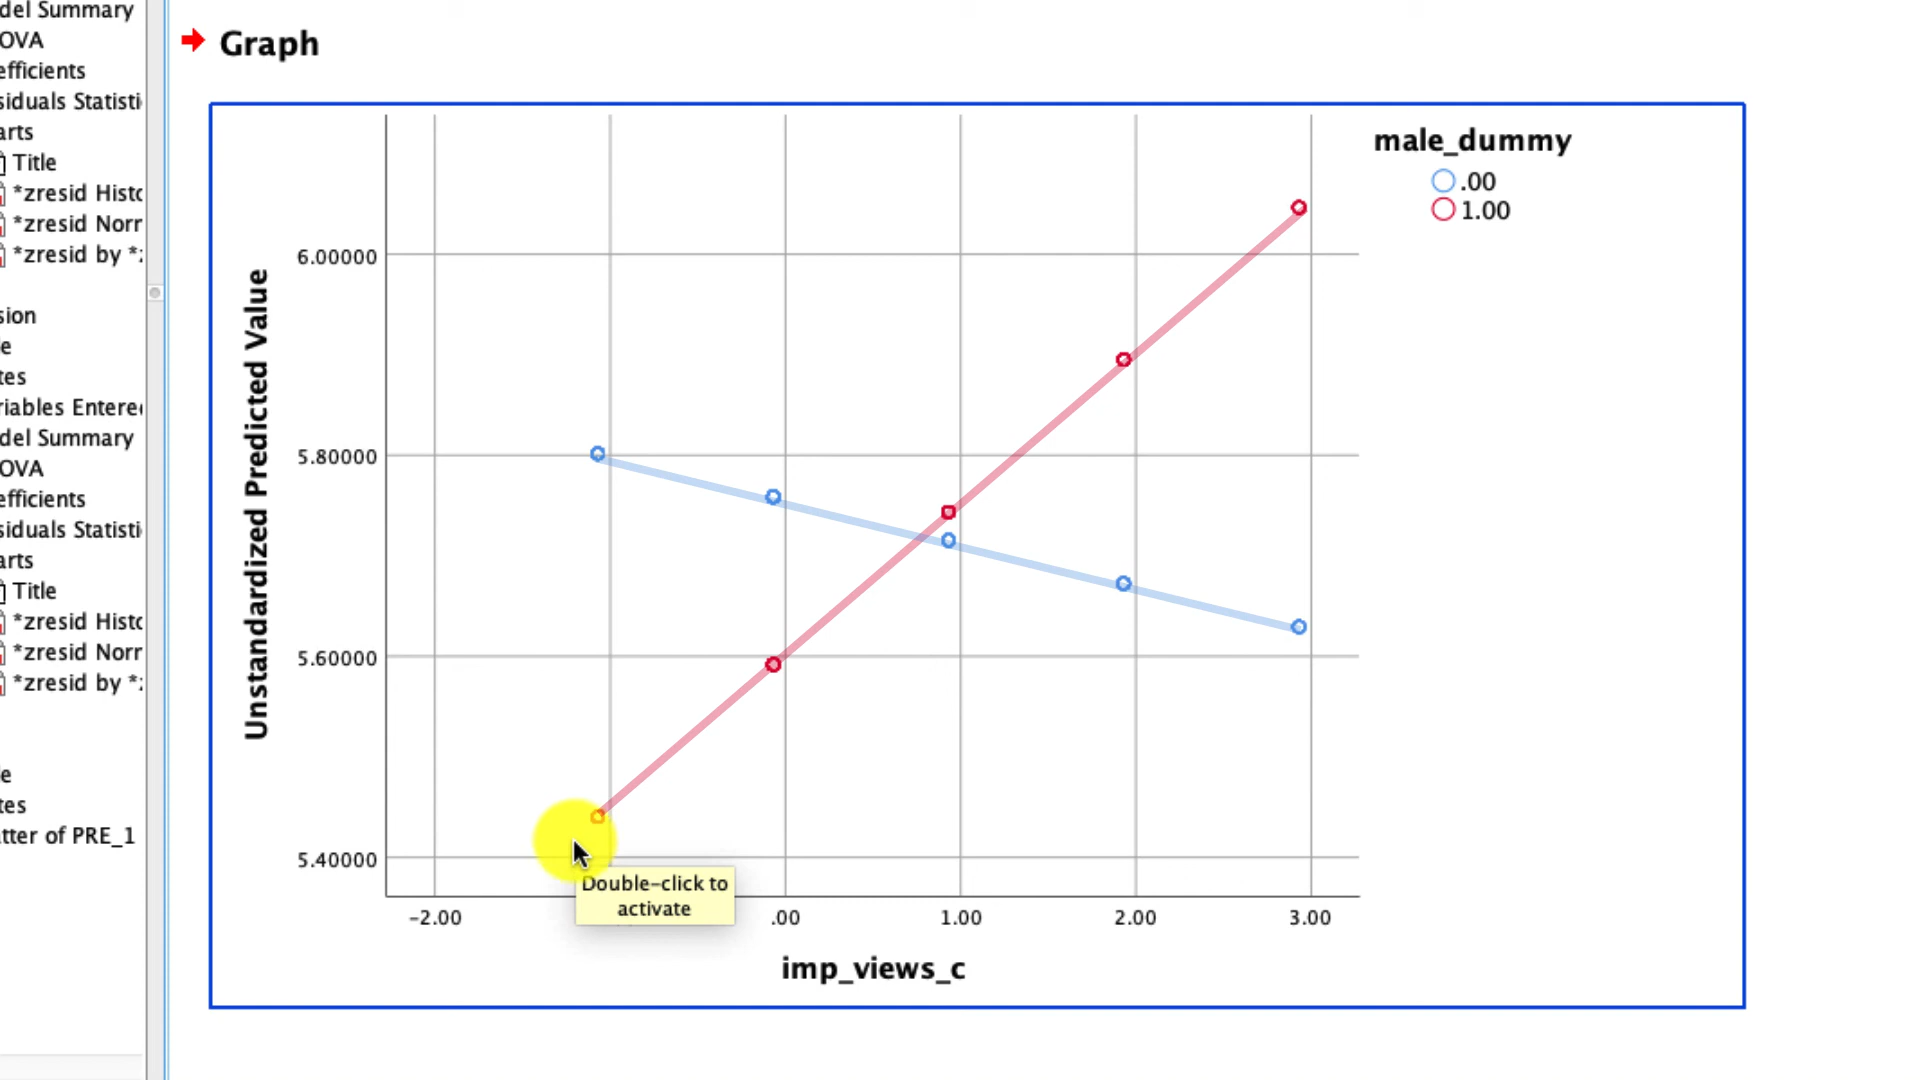 del Summary
OVA
efficients
siduals Statisti
arts
Title
*zresid Histo
*zresid Norr
*zresid by *z
sion
e
tes
riables Entered
del Summary
OVA
efficients
siduals Statisti
arts
Title
*zresid Histo
*zresid Norr
*zresid by *z
e
tes
tter of PRE_1
Graph
male_dummy
.00
1.00
Unstandardized Predicted Value
6.00000
5.80000
5.60000
5.40000
Double-click to
activate
-2.00
.00
1.00
2.00
3.00
imp_views_c